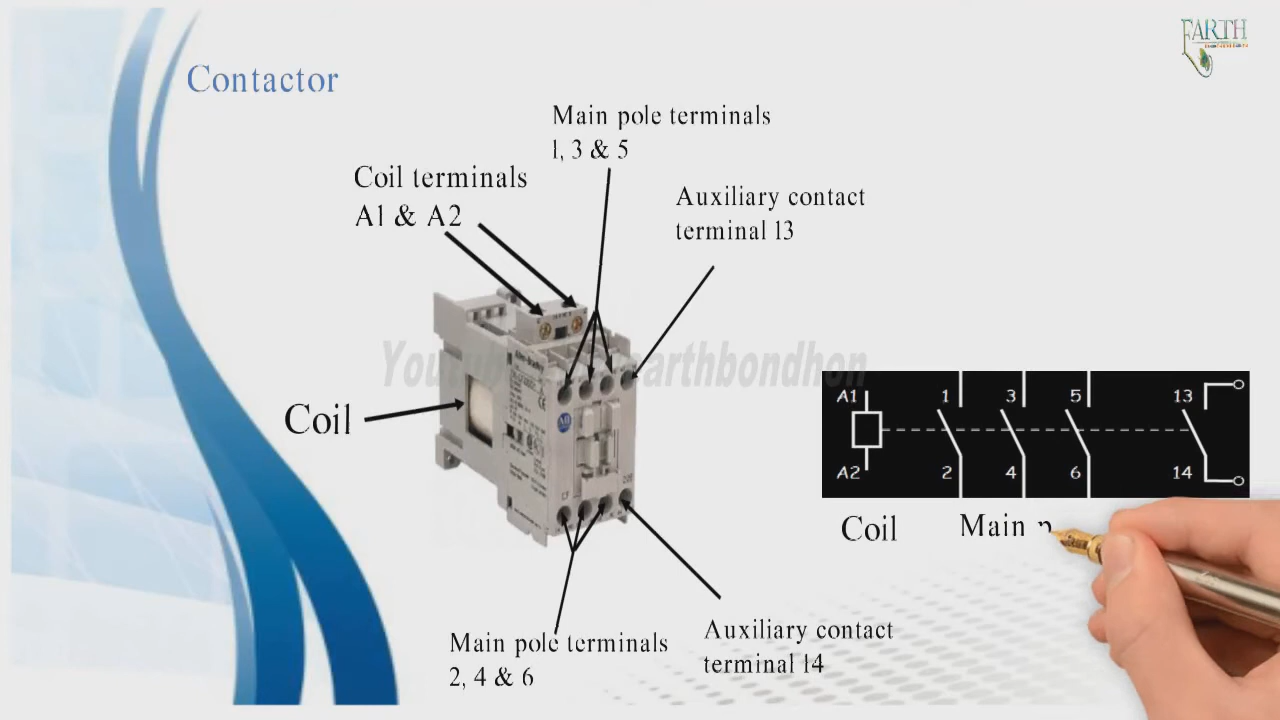 EARTH
Contactor
Main pole terminals
1, 3 & 5
Coil terminals
A1 & A2
Auxiliary contact
terminal 13
Coil
A1 1 3 5 13
A2 2 4 6 14
Coil Main p
Main pole terminals
2, 4 & 6
Auxiliary contact
terminal 14